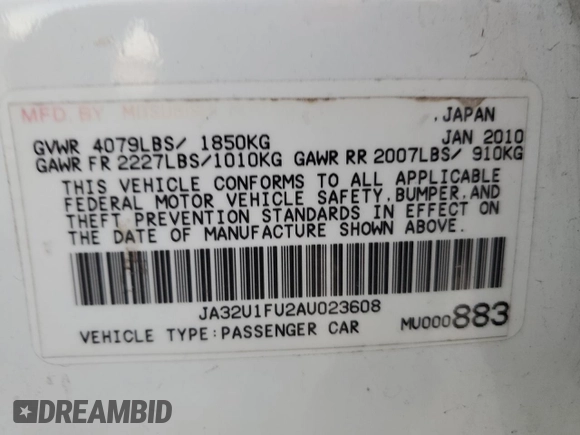 MFD BY
,JAPAN
GVWR 4079LBS/ 1850KG JAN 2010
GAWR FR 2227LBS/1010KG GAWR RR 2007LBS/ 910KG
THIS VEHICLE CONFORMS TO ALL APPLICABLE
FEDERAL MOTOR VEHICLE SAFETY,BUMPER,AND
THEFT PREVENTION STANDARDS IN EFFECT ON
THE DATE OF MANUFACTURE SHOWN ABOVE.
JA32U1FU2AU023608
VEHICLE TYPE:PASSENGER CAR MU000883
DREAMBID